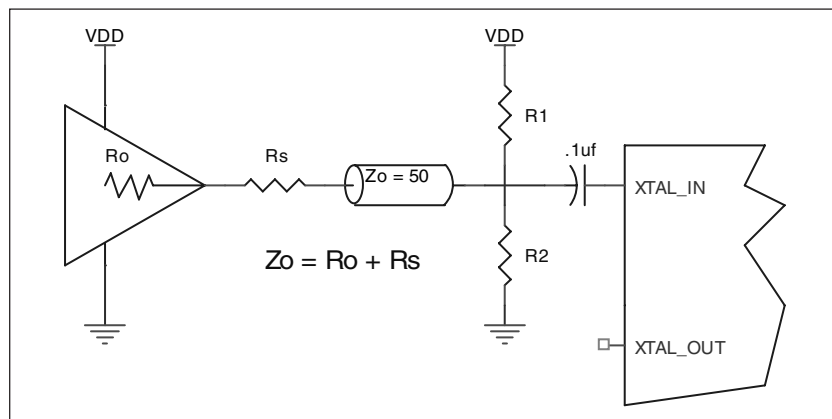 VDD
VDD
R1
.1uf
Ro
Rs
Zo = 50
XTAL_IN
R2
Zo = Ro + Rs
XTAL_OUT